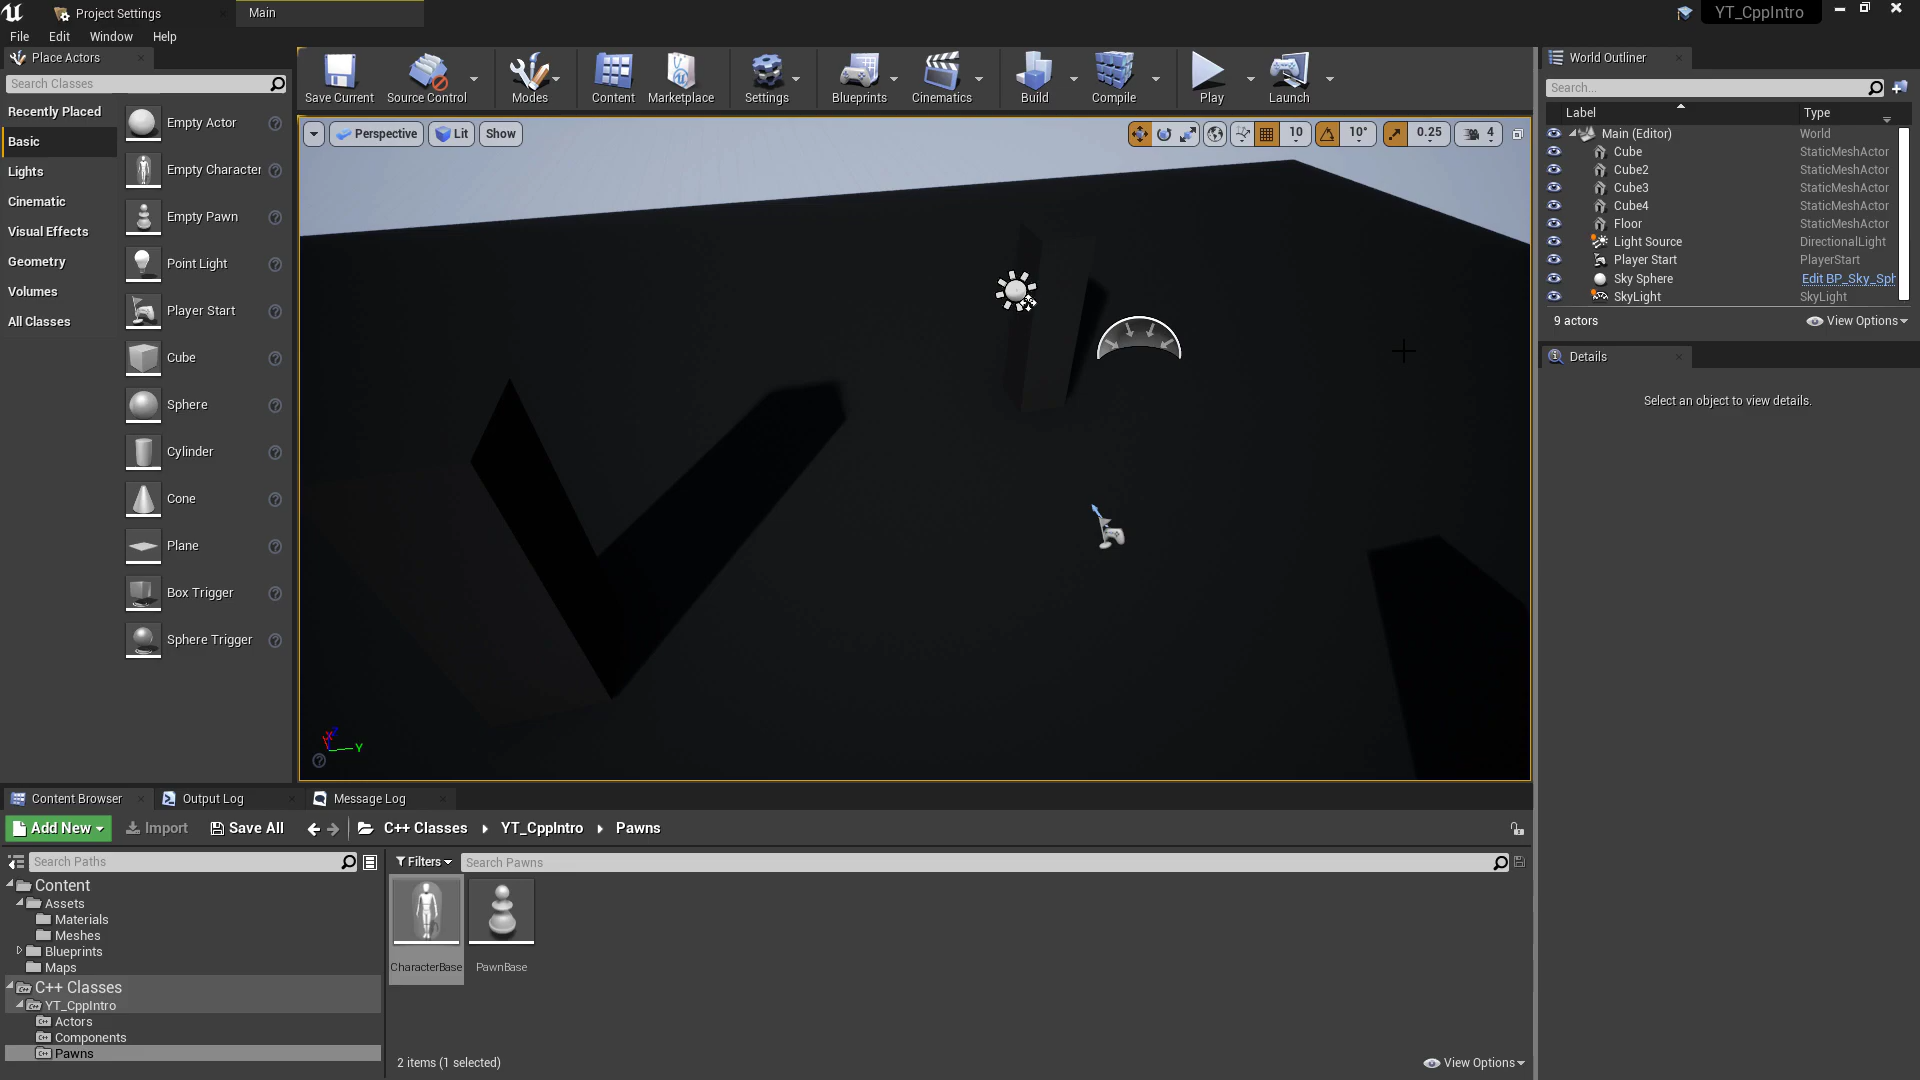 Project Settings
Main
YT_CppIntro
File Edit Window Help
Place Actors
Search Classes
Recently Placed
Basic
Lights
Cinematic
Visual Effects
Geometry
Volumes
All Classes
Empty Actor
Empty Character
Empty Pawn
Point Light
Player Start
Cube
Sphere
Cylinder
Cone
Plane
Box Trigger
Sphere Trigger
Save Current Source Control Modes Content Marketplace Settings Blueprints Cinematics Build Compile Play Launch
Perspective Lit Show
10 10° 0.25 4
Y
World Outliner
Search...
Label Type
Main (Editor) World
Cube StaticMeshActor
Cube2 StaticMeshActor
Cube3 StaticMeshActor
Cube4 StaticMeshActor
Floor StaticMeshActor
Light Source DirectionalLight
Player Start PlayerStart
Sky Sphere Edit BP_Sky_Sph
SkyLight SkyLight
9 actors View Options
Details
Select an object to view details.
Content Browser Output Log Message Log
Add New Import Save All C++ Classes YT_CppIntro Pawns
Search Paths
Filters Search Pawns
Content
Assets
Materials
Meshes
Blueprints
Maps
C++ Classes
YT_CppIntro
Actors
Components
Pawns
CharacterBase PawnBase
2 items (1 selected) View Options